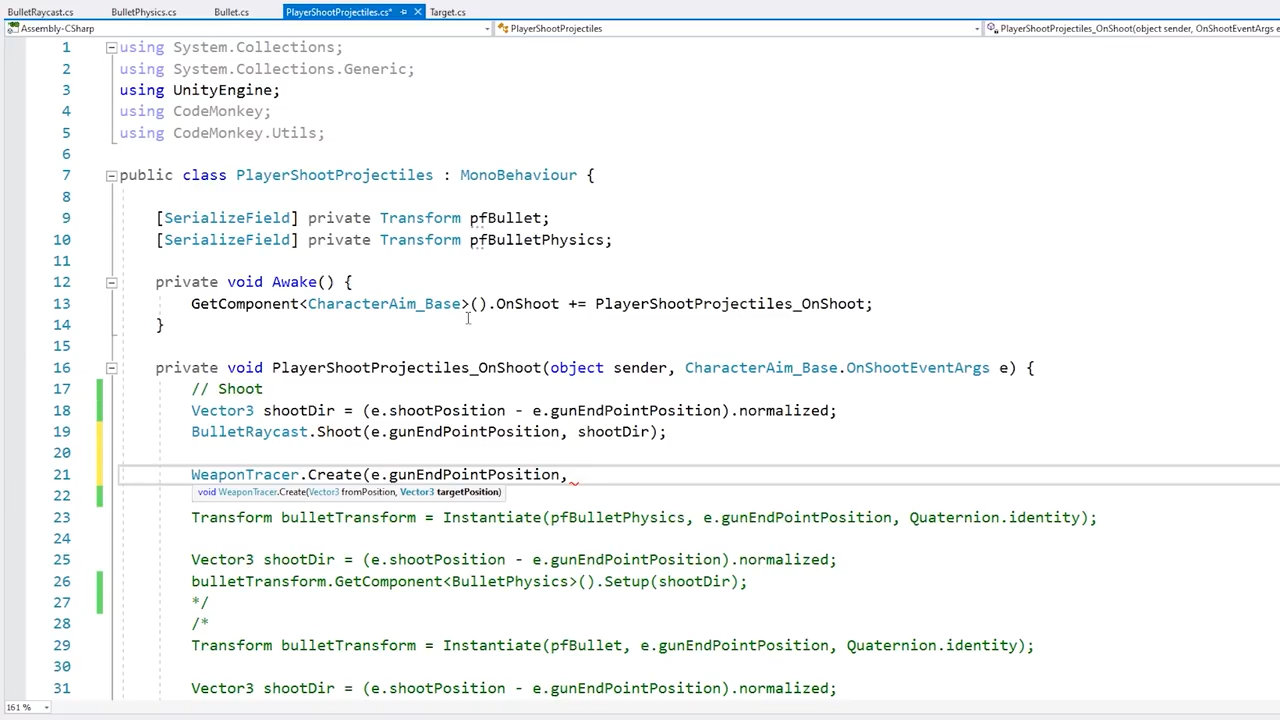 BulletRaycast.cs BulletPhysics.cs Bullet.cs PlayerShootProjectiles.cs* Target.cs
Assembly-CSharp PlayerShootProjectiles PlayerShootProjectiles_OnShoot(object sender, OnShootEventArgs e
1 using System.Collections;
2 using System.Collections.Generic;
3 using UnityEngine;
4 using CodeMonkey;
5 using CodeMonkey.Utils;
6
7 public class PlayerShootProjectiles : MonoBehaviour {
8
9 [SerializeField] private Transform pfBullet;
10 [SerializeField] private Transform pfBulletPhysics;
11
12 private void Awake() {
13 GetComponent<CharacterAim_Base>().OnShoot += PlayerShootProjectiles_OnShoot;
14 }
15
16 private void PlayerShootProjectiles_OnShoot(object sender, CharacterAim_Base.OnShootEventArgs e) {
17 // Shoot
18 Vector3 shootDir = (e.shootPosition - e.gunEndPointPosition).normalized;
19 BulletRaycast.Shoot(e.gunEndPointPosition, shootDir);
20
21 WeaponTracer.Create(e.gunEndPointPosition,
22 void WeaponTracer.Create(Vector3 fromPosition, Vector3 targetPosition)
23 Transform bulletTransform = Instantiate(pfBulletPhysics, e.gunEndPointPosition, Quaternion.identity);
24
25 Vector3 shootDir = (e.shootPosition - e.gunEndPointPosition).normalized;
26 bulletTransform.GetComponent<BulletPhysics>().Setup(shootDir);
27 */
28 /*
29 Transform bulletTransform = Instantiate(pfBullet, e.gunEndPointPosition, Quaternion.identity);
30
31 Vector3 shootDir = (e.shootPosition - e.gunEndPointPosition).normalized;
161 %